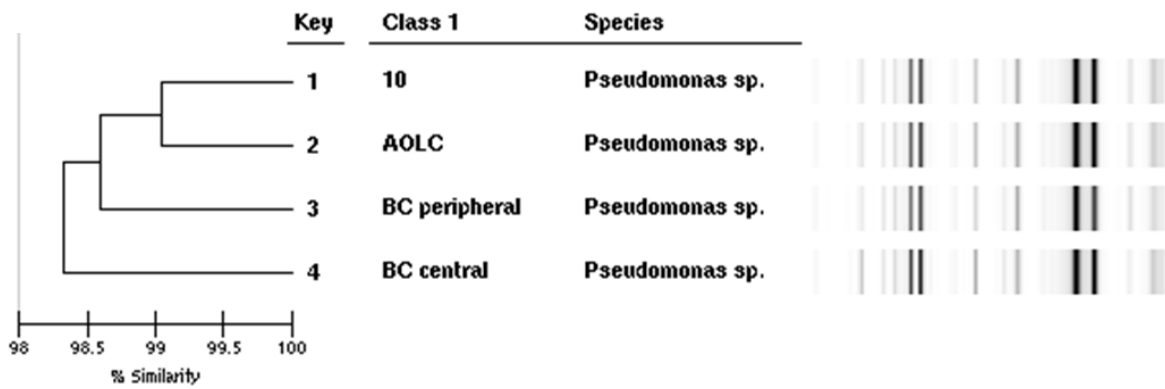 Key Class 1 Species
1 10 Pseudomonas sp.
2 AOLC Pseudomonas sp.
3 BC peripheral Pseudomonas sp.
4 BC central Pseudomonas sp.
98 98.5 99 99.5 100
% Similarity